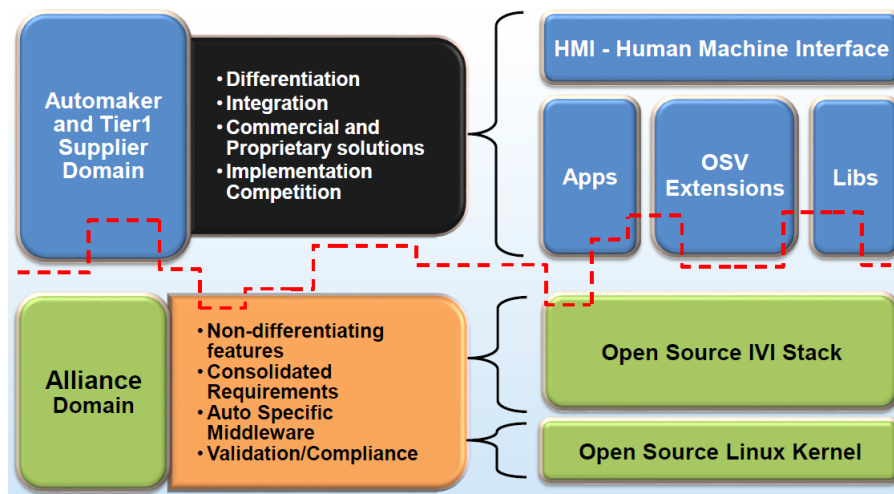 Automaker
and Tier1
Supplier
Domain
• Differentiation
• Integration
• Commercial and
Proprietary solutions
• Implementation
Competition
HMI - Human Machine Interface
Apps
OSV
Extensions
Libs
Alliance
Domain
• Non-differentiating
features
• Consolidated
Requirements
• Auto Specific
Middleware
• Validation/Compliance
Open Source IVI Stack
Open Source Linux Kernel